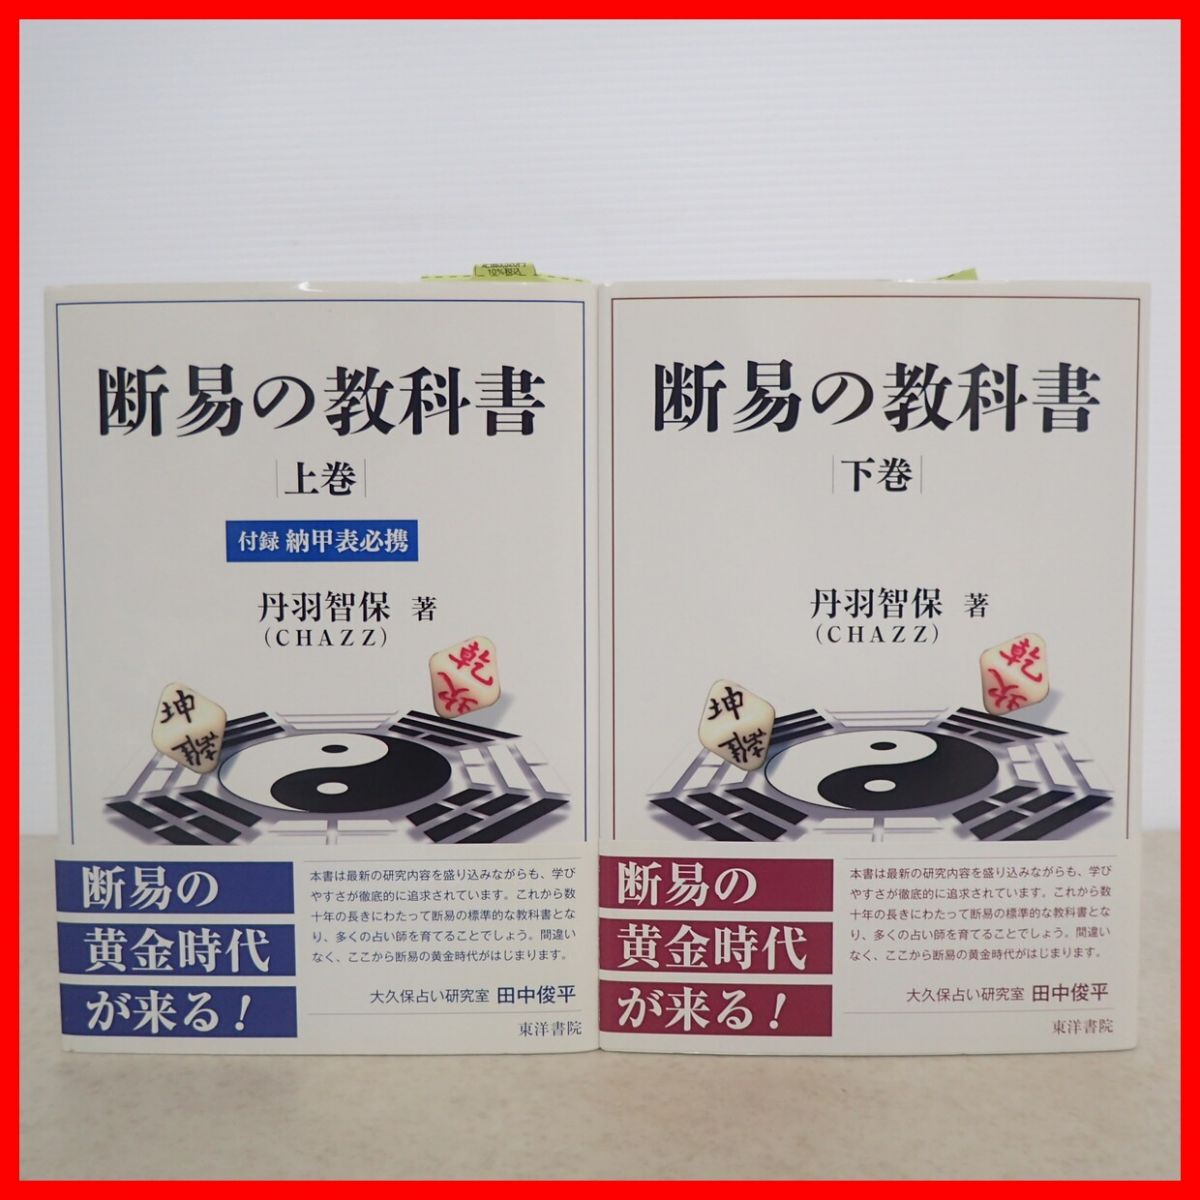 10%税込
断易の教科書
上巻
付録 納甲表必携
丹羽智保 著
(CHAZZ)
坤
乾
断易の
黄金時代
が来る!
本書は最新の研究内容を盛り込みながらも、学び
やすさが徹底的に追求されています。これから数
十年の長きにわたって断易の標準的な教科書とな
り、多くの占い師を育てることでしょう。間違い
なく、ここから断易の黄金時代がはじまります。
大久保占い研究室 田中俊平
東洋書院
断易の教科書
下巻
丹羽智保 著
(CHAZZ)
坤
乾
断易の
黄金時代
が来る!
本書は最新の研究内容を盛り込みながらも、学び
やすさが徹底的に追求されています。これから数
十年の長きにわたって断易の標準的な教科書とな
り、多くの占い師を育てることでしょう。間違い
なく、ここから断易の黄金時代がはじまります。
大久保占い研究室 田中俊平
東洋書院